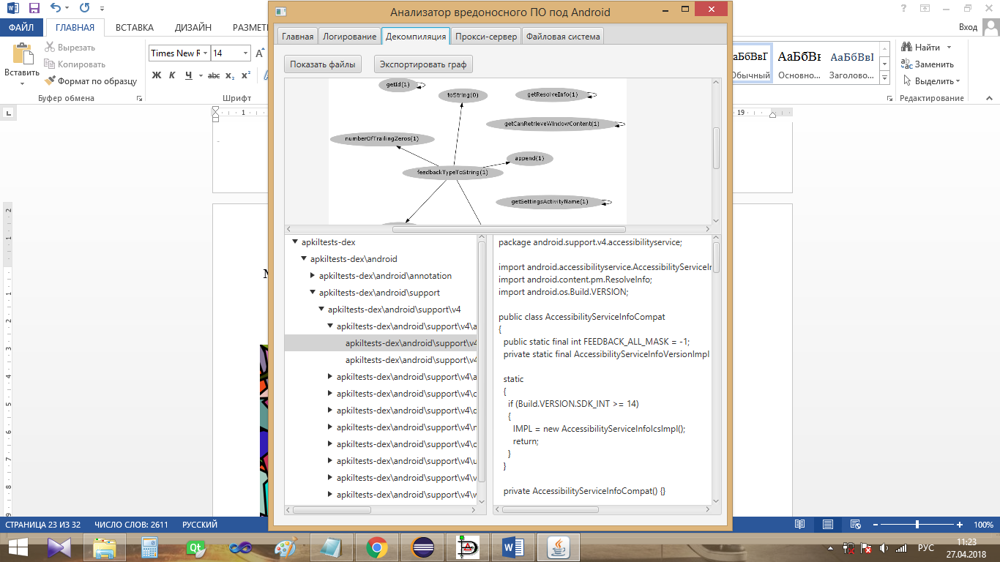 Анализатор вредоносного ПО под Android
ФАЙЛ
ГЛАВНАЯ
ВСТАВКА
ДИЗАЙН
РАЗМЕТ
Вход
Вставить
Вырезать
Копировать
Формат по образцу
Буфер обмена
Times New R
14
Ж К Ч abc x₂ x²
Шрифт
АаБбВвГ
АаБбВв
АаБбВвІ
Обычный
Основно...
Заголово...
Найти
Заменить
Выделить
Редактирование
Главная
Логирование
Декомпиляция
Прокси-сервер
Файловая система
Показать файлы
Экспортировать граф
getId(1)
toString(0)
getResolveInfo(1)
getCanRetrieveWindowContent(1)
numberOfTrailingZeros(1)
append(1)
feedbackTypeToString(1)
getSettingsActivityName(1)
apkiltests-dex
apkiltests-dex\android
apkiltests-dex\android\annotation
apkiltests-dex\android\support
apkiltests-dex\android\support\v4
apkiltests-dex\android\support\v4\a
apkiltests-dex\android\support\v4
apkiltests-dex\android\support\v4
apkiltests-dex\android\support\v4\a
apkiltests-dex\android\support\v4\c
apkiltests-dex\android\support\v4\d
apkiltests-dex\android\support\v4\n
apkiltests-dex\android\support\v4\c
apkiltests-dex\android\support\v4\u
apkiltests-dex\android\support\v4\v
apkiltests-dex\android\support\v4\w
package android.support.v4.accessibilityservice;
import android.accessibilityservice.AccessibilityServiceIn
import android.content.pm.ResolveInfo;
import android.os.Build.VERSION;
public class AccessibilityServiceInfoCompat
{
public static final int FEEDBACK_ALL_MASK = -1;
private static final AccessibilityServiceInfoVersionImpl
static
{
if (Build.VERSION.SDK_INT >= 14)
{
IMPL = new AccessibilityServiceInfoIcsImpl();
return;
}
}
private AccessibilityServiceInfoCompat() {}
СТРАНИЦА 23 ИЗ 32
ЧИСЛО СЛОВ: 2611
РУССКИЙ
100%
РУС
11:23
27.04.2018